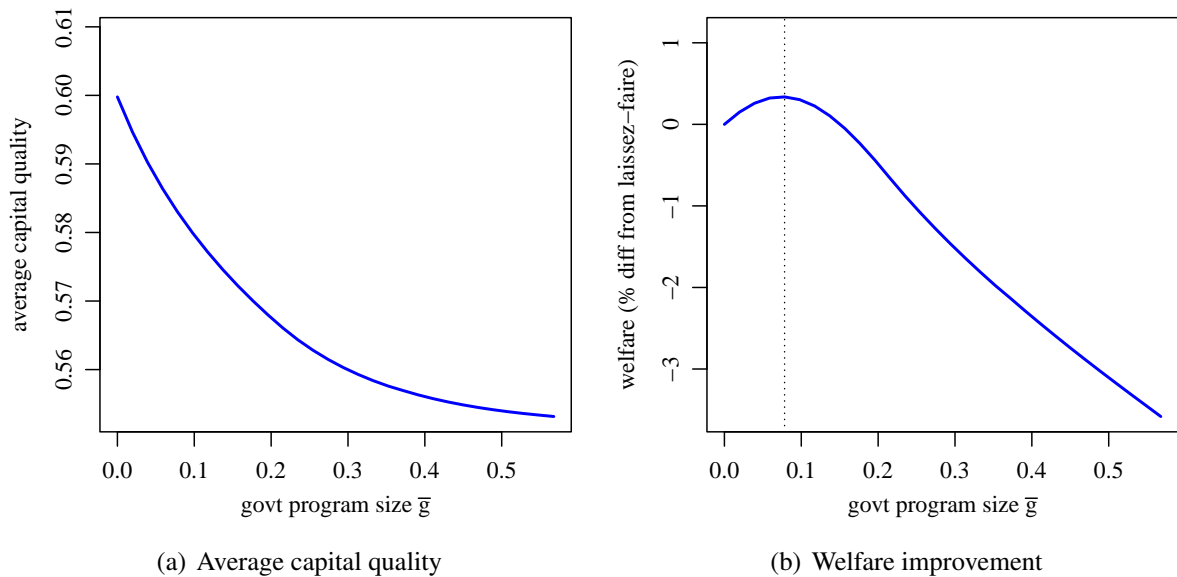 0.61
0.60
0.59
0.58
0.57
0.56
average capital quality
0.0 0.1 0.2 0.3 0.4 0.5
govt program size g̅
(a) Average capital quality
1
0
−1
−2
−3
welfare (% diff from laissez−faire)
0.0 0.1 0.2 0.3 0.4 0.5
govt program size g̅
(b) Welfare improvement